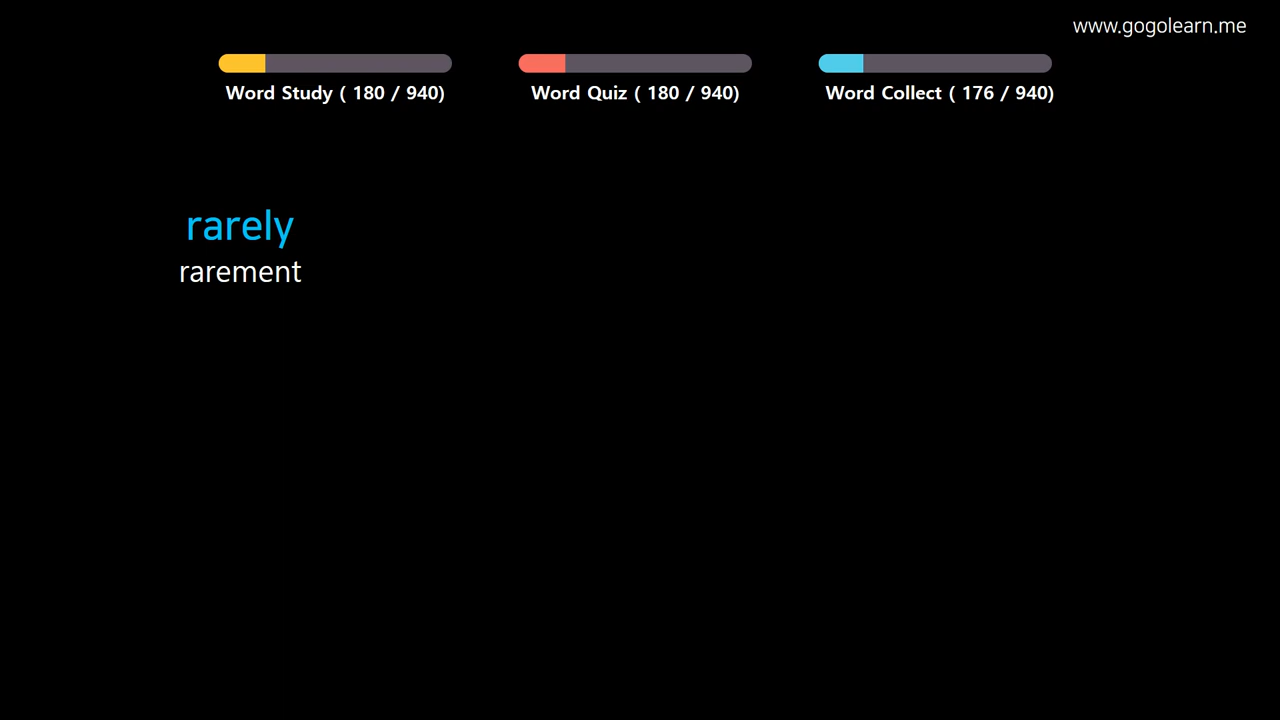 www.gogolearn.me
Word Study ( 180 / 940)
Word Quiz ( 180 / 940)
Word Collect ( 176 / 940)
rarely
rarement